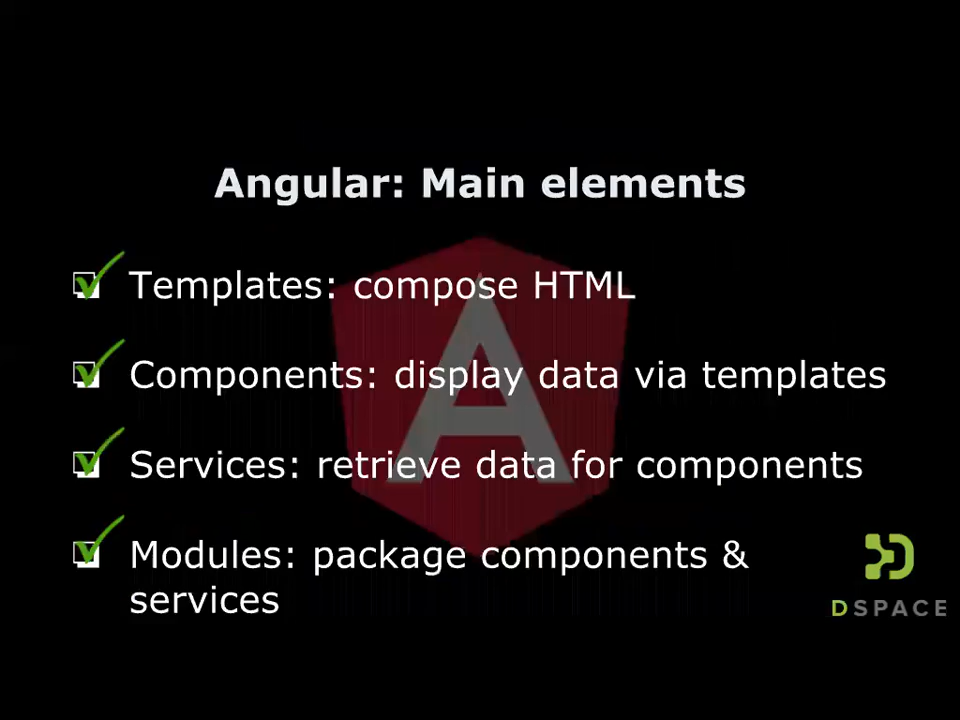 Angular: Main elements
Templates: compose HTML
Components: display data via templates
Services: retrieve data for components
Modules: package components &
services
DSPACE